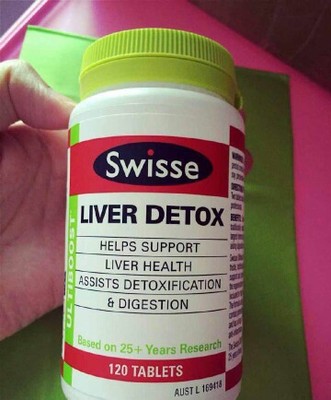 Swisse
LIVER DETOX
HELPS SUPPORT
LIVER HEALTH
ASSISTS DETOXIFICATION
& DIGESTION
ULTIBOOST
Based on 25+ Years Research
120 TABLETS
AUST L 169418